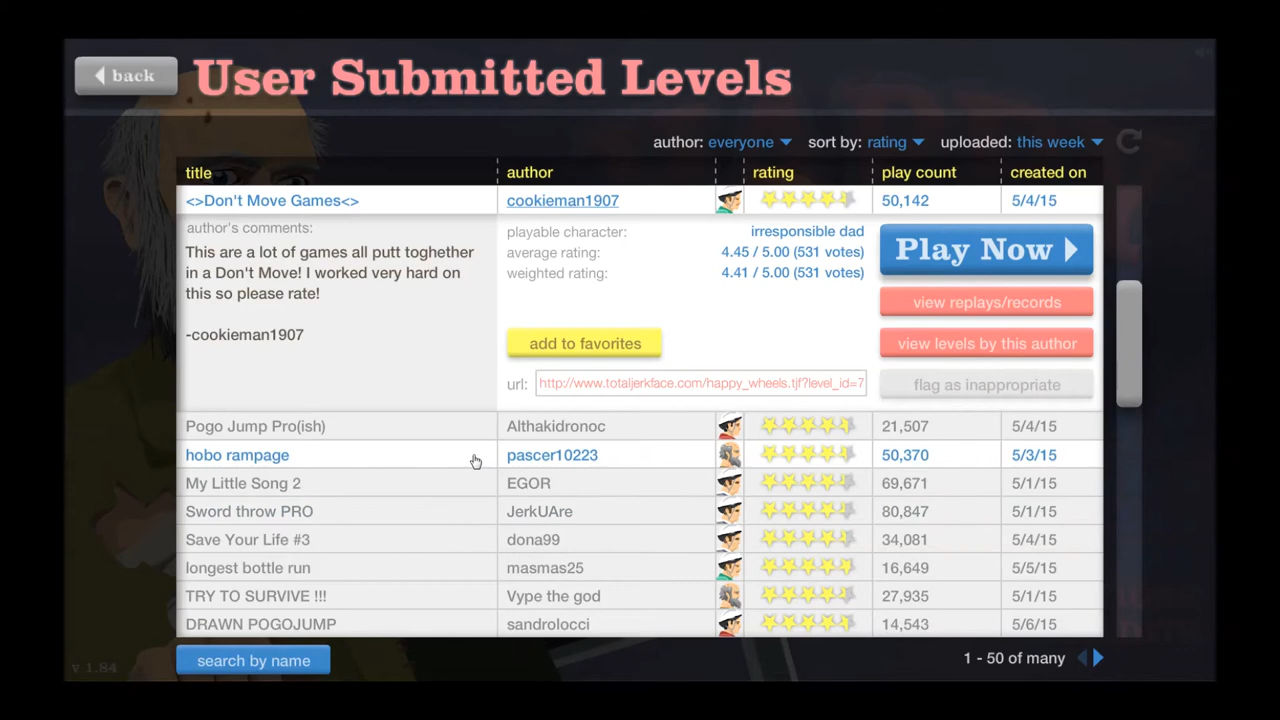 back
User Submitted Levels
author: everyone sort by: rating uploaded: this week
title author rating play count created on
<>Don't Move Games<> cookieman1907 50,142 5/4/15
author's comments:
This are a lot of games all putt toghether
in a Don't Move! I worked very hard on
this so please rate!
-cookieman1907
playable character: irresponsible dad
average rating: 4.45 / 5.00 (531 votes)
weighted rating: 4.41 / 5.00 (531 votes)
add to favorites
url: http://www.totaljerkface.com/happy_wheels.tjf?level_id=7
Play Now
view replays/records
view levels by this author
flag as inappropriate
Pogo Jump Pro(ish) Althakidronoc 21,507 5/4/15
hobo rampage pascer10223 50,370 5/3/15
My Little Song 2 EGOR 69,671 5/1/15
Sword throw PRO JerkUAre 80,847 5/1/15
Save Your Life #3 dona99 34,081 5/4/15
longest bottle run masmas25 16,649 5/5/15
TRY TO SURVIVE !!! Vype the god 27,935 5/1/15
DRAWN POGOJUMP sandrolocci 14,543 5/6/15
v 1.84
search by name
1 - 50 of many